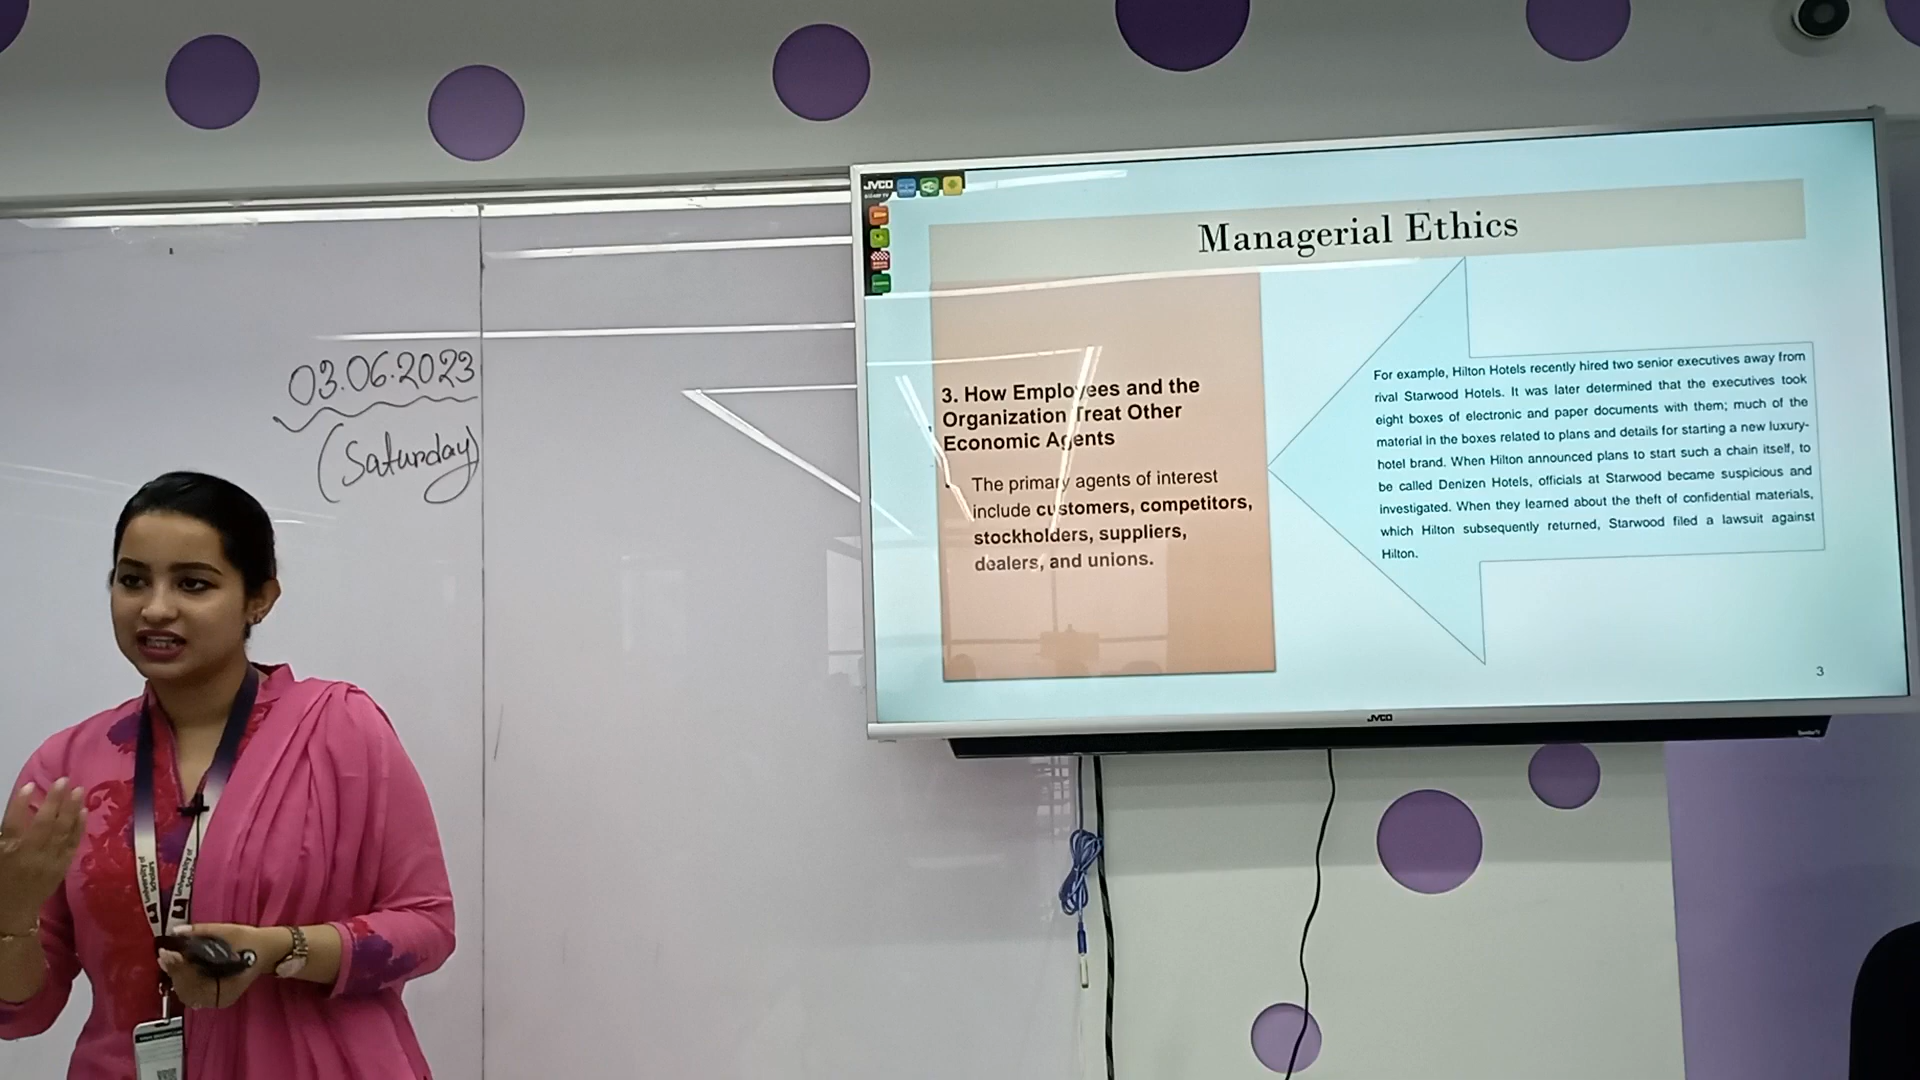 03.06.2023
(Saturday)
JVCO
Managerial Ethics
3. How Employees and the
Organization Treat Other
Economic Agents
The primary agents of interest
include customers, competitors,
stockholders, suppliers,
dealers, and unions.
For example, Hilton Hotels recently hired two senior executives away from
rival Starwood Hotels. It was later determined that the executives took
eight boxes of electronic and paper documents with them; much of the
material in the boxes related to plans and details for starting a new luxury-
hotel brand. When Hilton announced plans to start such a chain itself, to
be called Denizen Hotels, officials at Starwood became suspicious and
investigated. When they learned about the theft of confidential materials,
which Hilton subsequently returned, Starwood filed a lawsuit against
Hilton.
3
JVCO
University of
Scholars
University of
Scholars